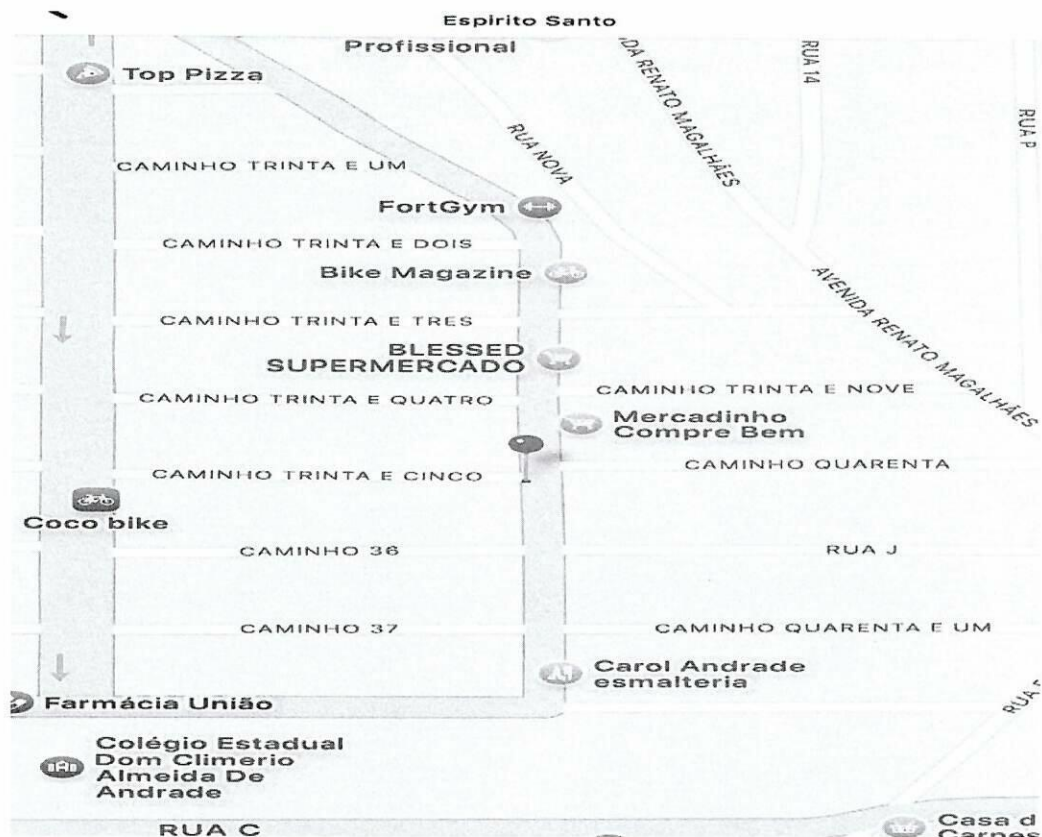 Espirito Santo
Profissional
Top Pizza
RUA 14
DA RENATO MAGALHÃES
RUA P
RUA NOVA
CAMINHO TRINTA E UM
FortGym
CAMINHO TRINTA E DOIS
Bike Magazine
CAMINHO TRINTA E TRES
AVENIDA RENATO MAGALHÃES
BLESSED
SUPERMERCADO
CAMINHO TRINTA E QUATRO
CAMINHO TRINTA E NOVE
Mercadinho
Compre Bem
CAMINHO TRINTA E CINCO
CAMINHO QUARENTA
Coco bike
CAMINHO 36
RUA J
CAMINHO 37
CAMINHO QUARENTA E UM
Carol Andrade
esmalteria
Farmácia União
RUA
Colégio Estadual
Dom Climerio
Almeida De
Andrade
RUA C
Casa d
Carnes